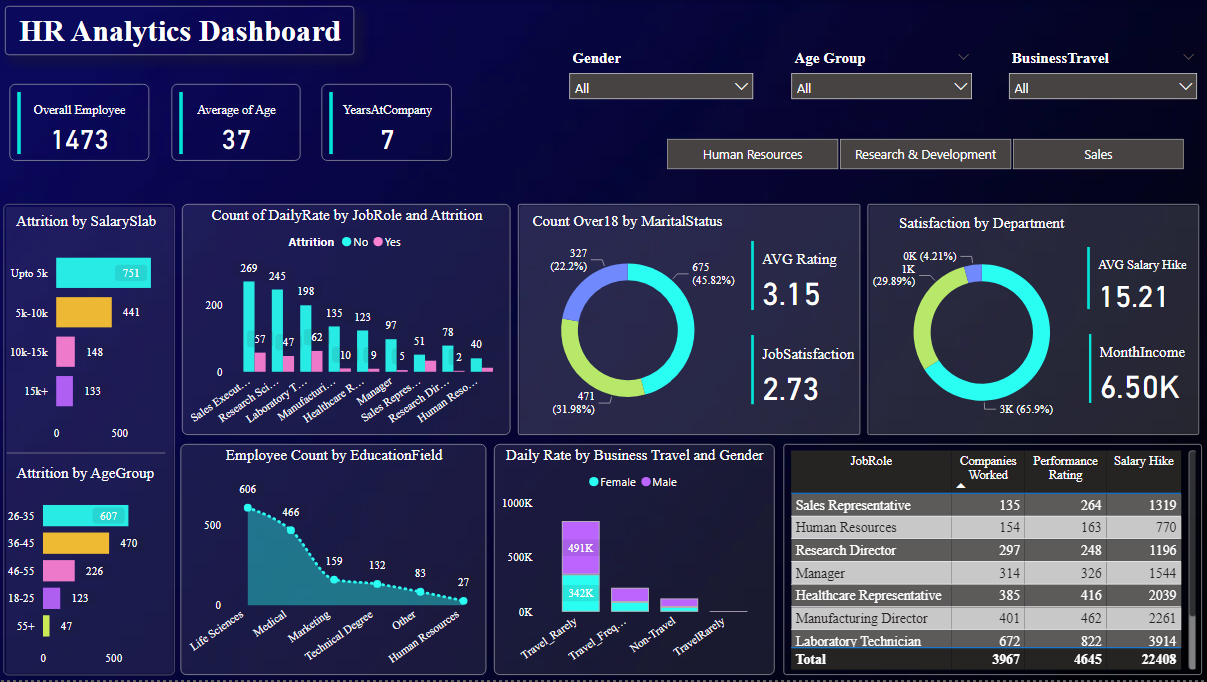 HR Analytics Dashboard
Gender
Age Group
BusinessTravel
All
All
All
Overall Employee
1473
Average of Age
37
YearsAtCompany
7
Human Resources
Research & Development
Sales
Attrition by SalarySlab
Upto 5k
751
5k-10k
441
10k-15k
148
15k+
133
0
500
Attrition by AgeGroup
26-35
607
36-45
470
46-55
226
18-25
123
55+
47
0
500
Count of DailyRate by JobRole and Attrition
Attrition
No
Yes
200
0
269
57
245
47
198
62
135
10
123
9
97
5
51
78
2
40
Sales Execut...
Research Sci...
Laboratory T...
Manufacturi...
Healthcare R...
Manager
Sales Repres...
Research Dir...
Human Reso...
Count Over18 by MaritalStatus
327
(22.2%)
675
(45.82%)
471
(31.98%)
AVG Rating
3.15
JobSatisfaction
2.73
Satisfaction by Department
0K (4.21%)
1K
(29.89%)
3K (65.9%)
AVG Salary Hike
15.21
MonthIncome
6.50K
Employee Count by EducationField
500
0
606
466
159
132
83
27
Life Sciences
Medical
Marketing
Technical Degree
Other
Human Resources
Daily Rate by Business Travel and Gender
Female
Male
1000K
500K
0K
491K
342K
Travel_Rarely
Travel_Freq...
Non-Travel
TravelRarely
JobRole Companies Worked Performance Rating Salary Hike
Sales Representative 135 264 1319
Human Resources 154 163 770
Research Director 297 248 1196
Manager 314 326 1544
Healthcare Representative 385 416 2039
Manufacturing Director 401 462 2261
Laboratory Technician 672 822 3914
Total 3967 4645 22408